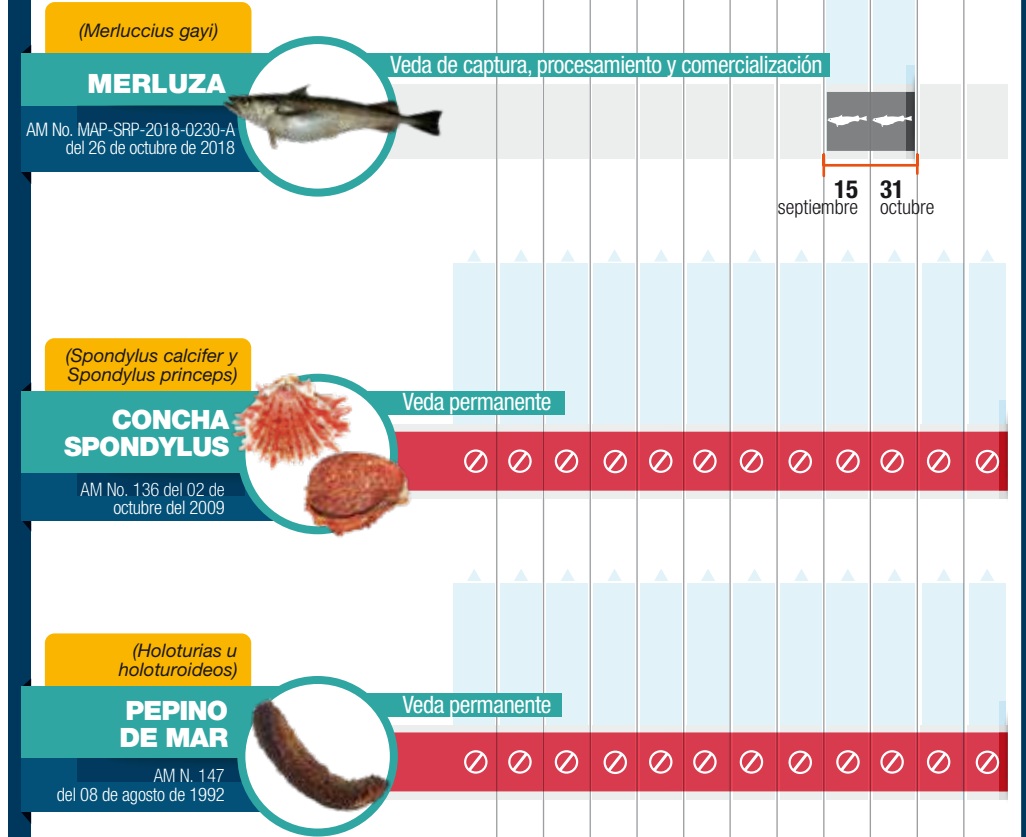 (Merluccius gayi)
MERLUZA
AM No. MAP-SRP-2018-0230-A
del 26 de octubre de 2018
Veda de captura, procesamiento y comercialización
15
septiembre
31
octubre
(Spondylus calcifer y
Spondylus princeps)
CONCHA
SPONDYLUS
AM No. 136 del 02 de
octubre del 2009
Veda permanente
(Holoturias u
holoturoideos)
PEPINO
DE MAR
AM N. 147
del 08 de agosto de 1992
Veda permanente